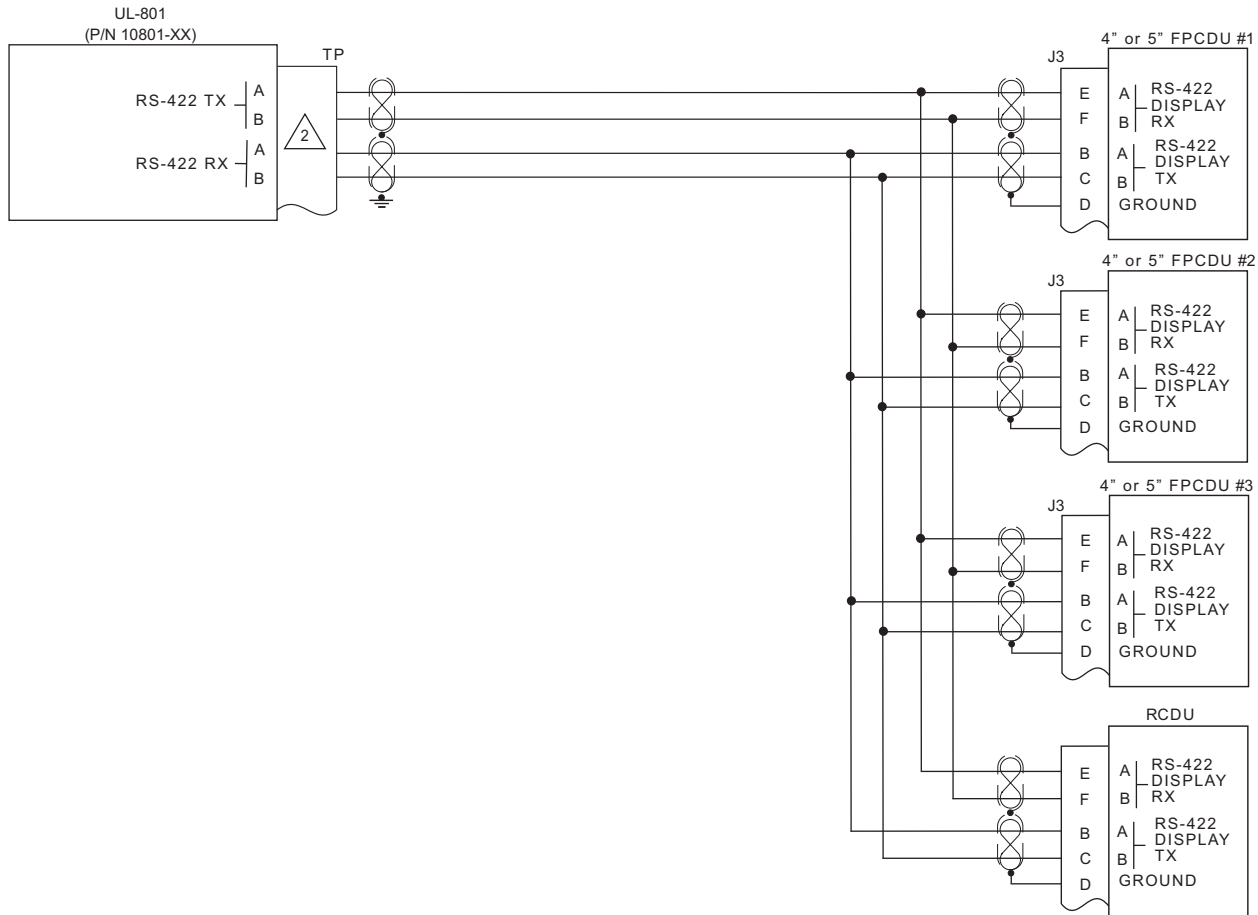 UL-801
(P/N 10801-XX)
TP
RS-422 TX
A
B
RS-422 RX
A
B
2
4” or 5” FPCDU #1
J3
E
F
B
C
D
A
B
RS-422
DISPLAY
RX
A
B
RS-422
DISPLAY
TX
GROUND
4” or 5” FPCDU #2
J3
E
F
B
C
D
A
B
RS-422
DISPLAY
RX
A
B
RS-422
DISPLAY
TX
GROUND
4” or 5” FPCDU #3
J3
E
F
B
C
D
A
B
RS-422
DISPLAY
RX
A
B
RS-422
DISPLAY
TX
GROUND
RCDU
E
F
B
C
D
A
B
RS-422
DISPLAY
RX
A
B
RS-422
DISPLAY
TX
GROUND